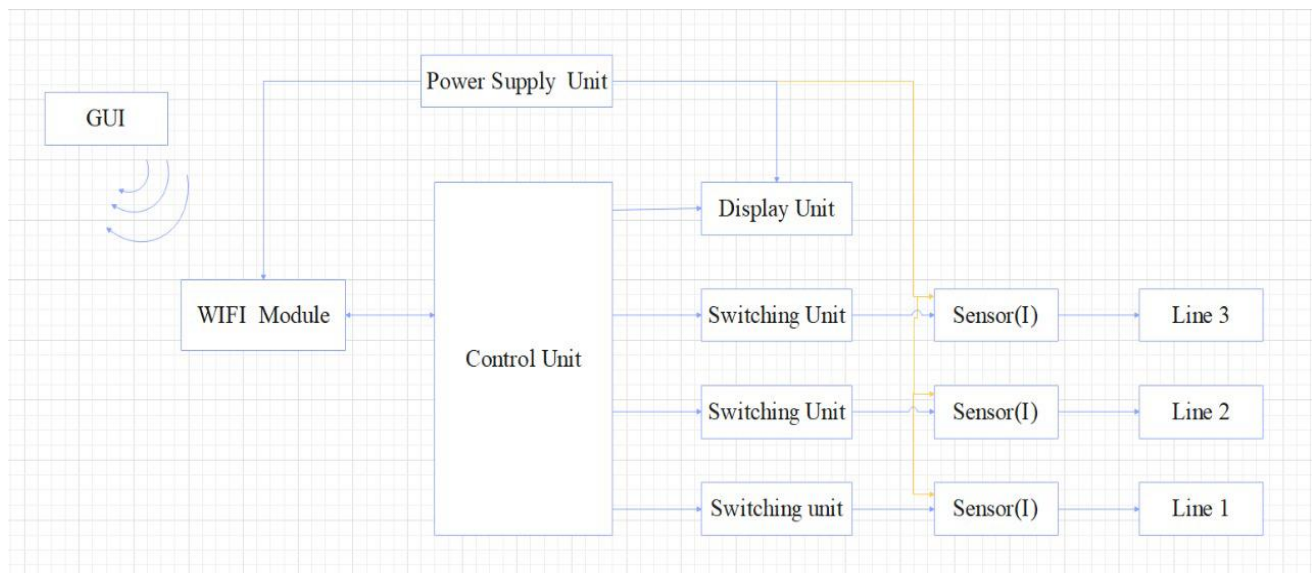 Power Supply Unit
GUI
Display Unit
WIFI Module
Control Unit
Switching Unit
Sensor(I)
Line 3
Switching Unit
Sensor(I)
Line 2
Switching unit
Sensor(I)
Line 1